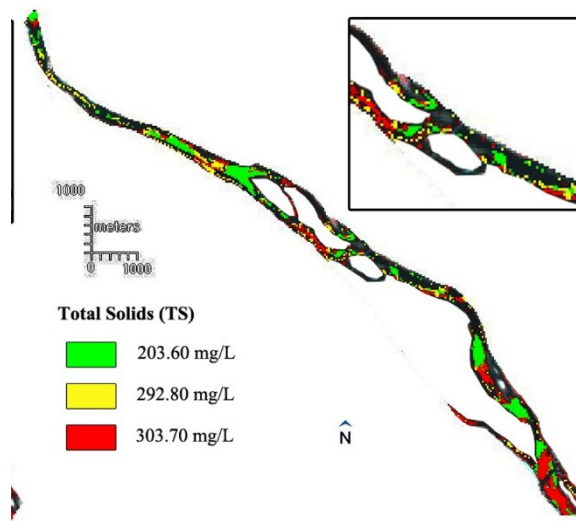 1000
meters
0 1000
Total Solids (TS)
203.60 mg/L
292.80 mg/L
303.70 mg/L
N